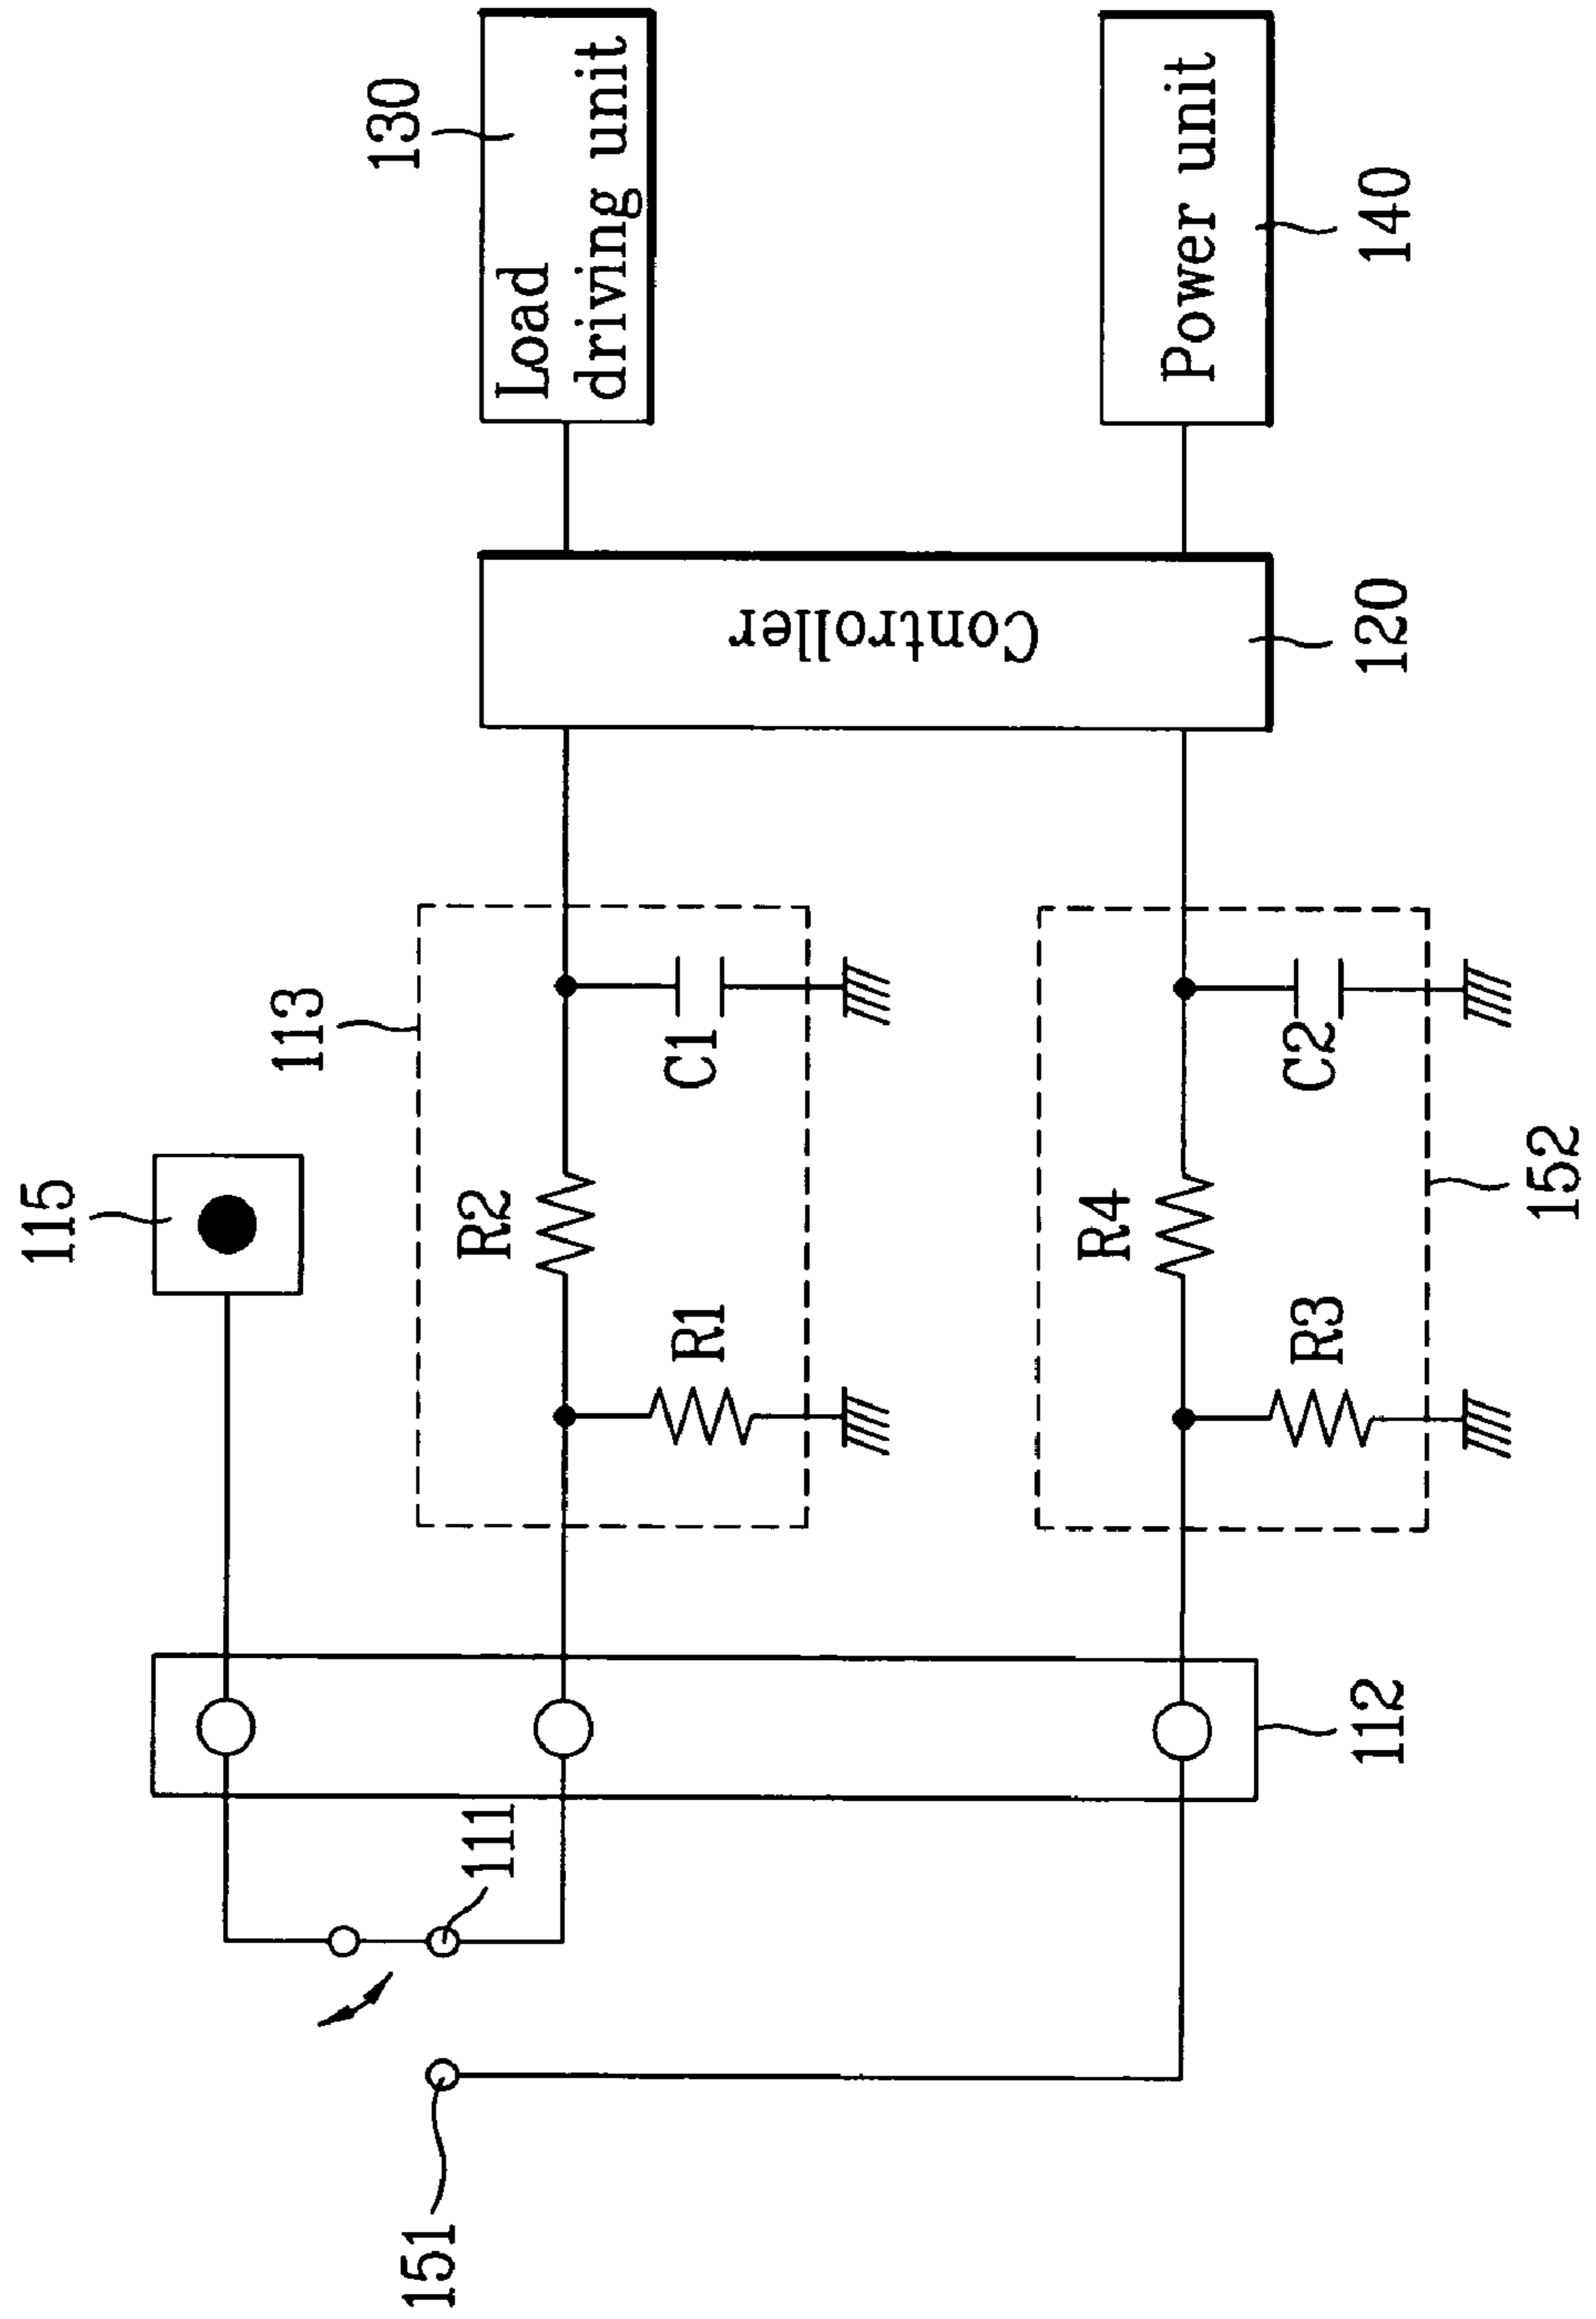 130
Load
driving unit
Power unit
140
Controller
120
113
C1
C2
115
R2
R4
152
R1
R3
112
111
151